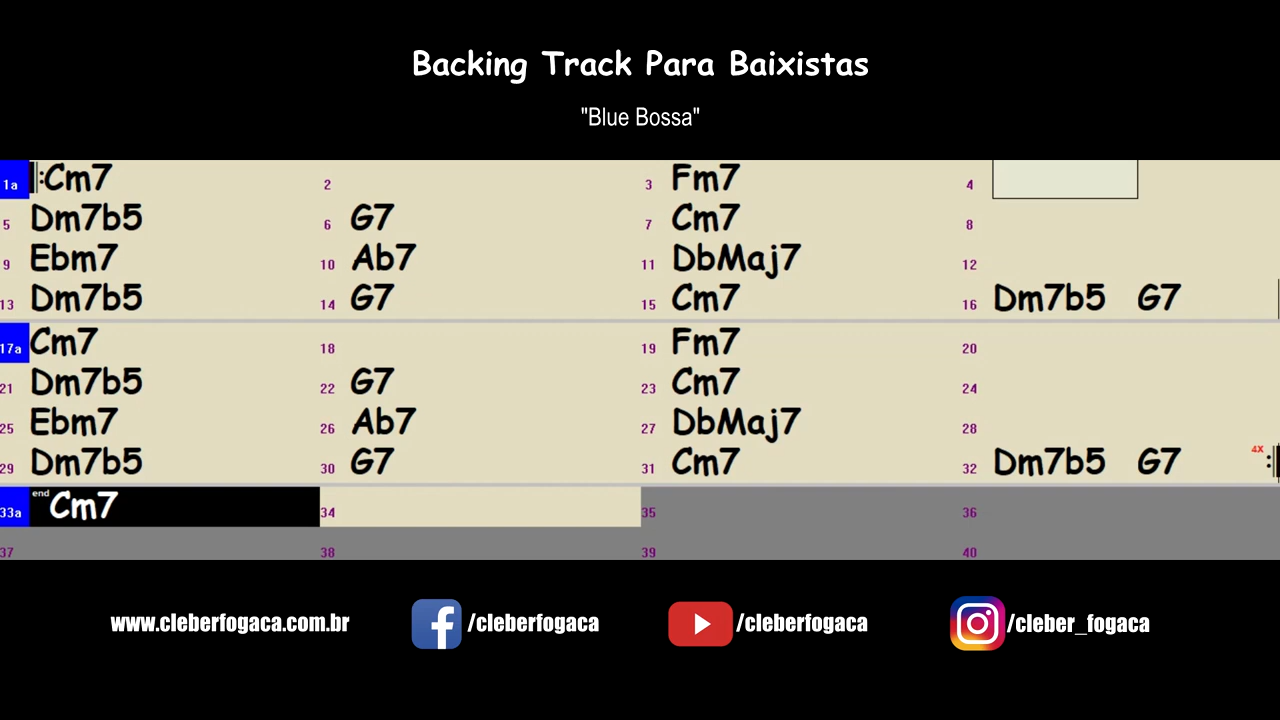 Backing Track Para Baixistas
"Blue Bossa"
1a Cm7 2 3 Fm7 4
5 Dm7b5 6 G7 7 Cm7 8
9 Ebm7 10 Ab7 11 DbMaj7 12
13 Dm7b5 14 G7 15 Cm7 16 Dm7b5 G7
17a Cm7 18 19 Fm7 20
21 Dm7b5 22 G7 23 Cm7 24
25 Ebm7 26 Ab7 27 DbMaj7 28
29 Dm7b5 30 G7 31 Cm7 32 Dm7b5 G7 4X
33a end Cm7 34 35 36
37 38 39 40
www.cleberfogaca.com.br /cleberfogaca /cleberfogaca /cleber_fogaca